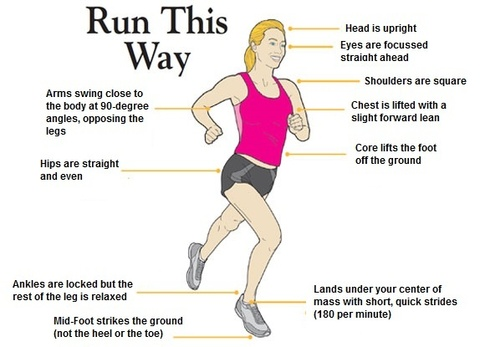 Run This
Way
Head is upright
Eyes are focussed
straight ahead
Shoulders are square
Arms swing close to
the body at 90-degree
angles, opposing the
legs
Chest is lifted with a
slight forward lean
Core lifts the foot
off the ground
Hips are straight
and even
Ankles are locked but the
rest of the leg is relaxed
Lands under your center of
mass with short, quick strides
(180 per minute)
Mid-Foot strikes the ground
(not the heel or the toe)